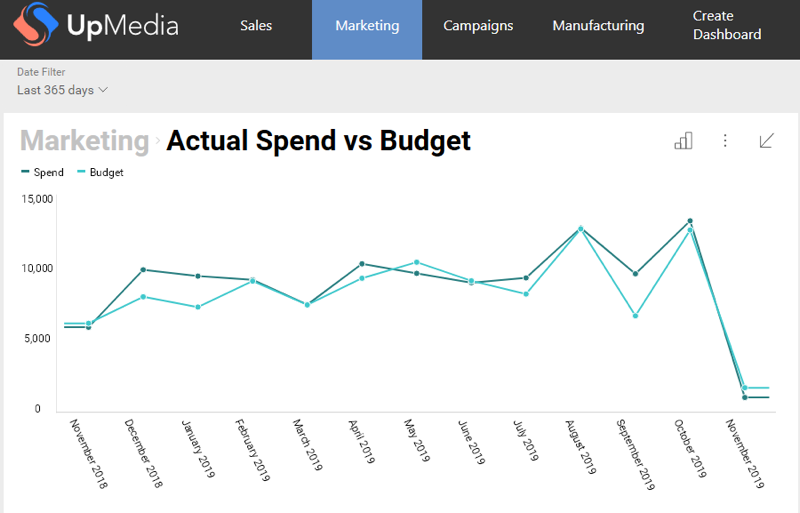 UpMedia
Sales
Marketing
Campaigns
Manufacturing
Create
Dashboard
Date Filter
Last 365 days
Marketing > Actual Spend vs Budget
Spend
Budget
15,000
10,000
5,000
0
November 2018
December 2018
January 2019
February 2019
March 2019
April 2019
May 2019
June 2019
July 2019
August 2019
September 2019
October 2019
November 2019